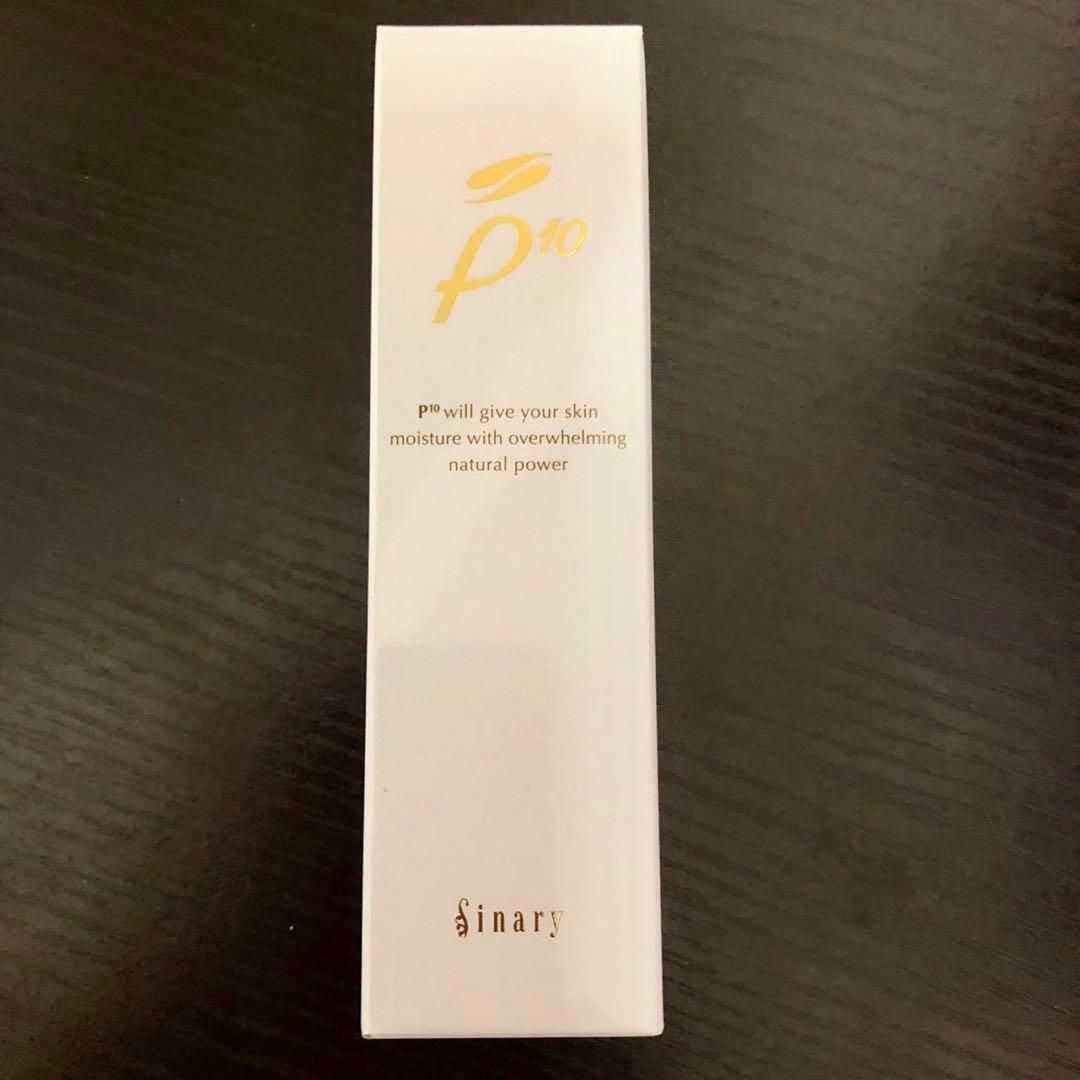 P10
P10 will give your skin
moisture with overwhelming
natural power
Sinary